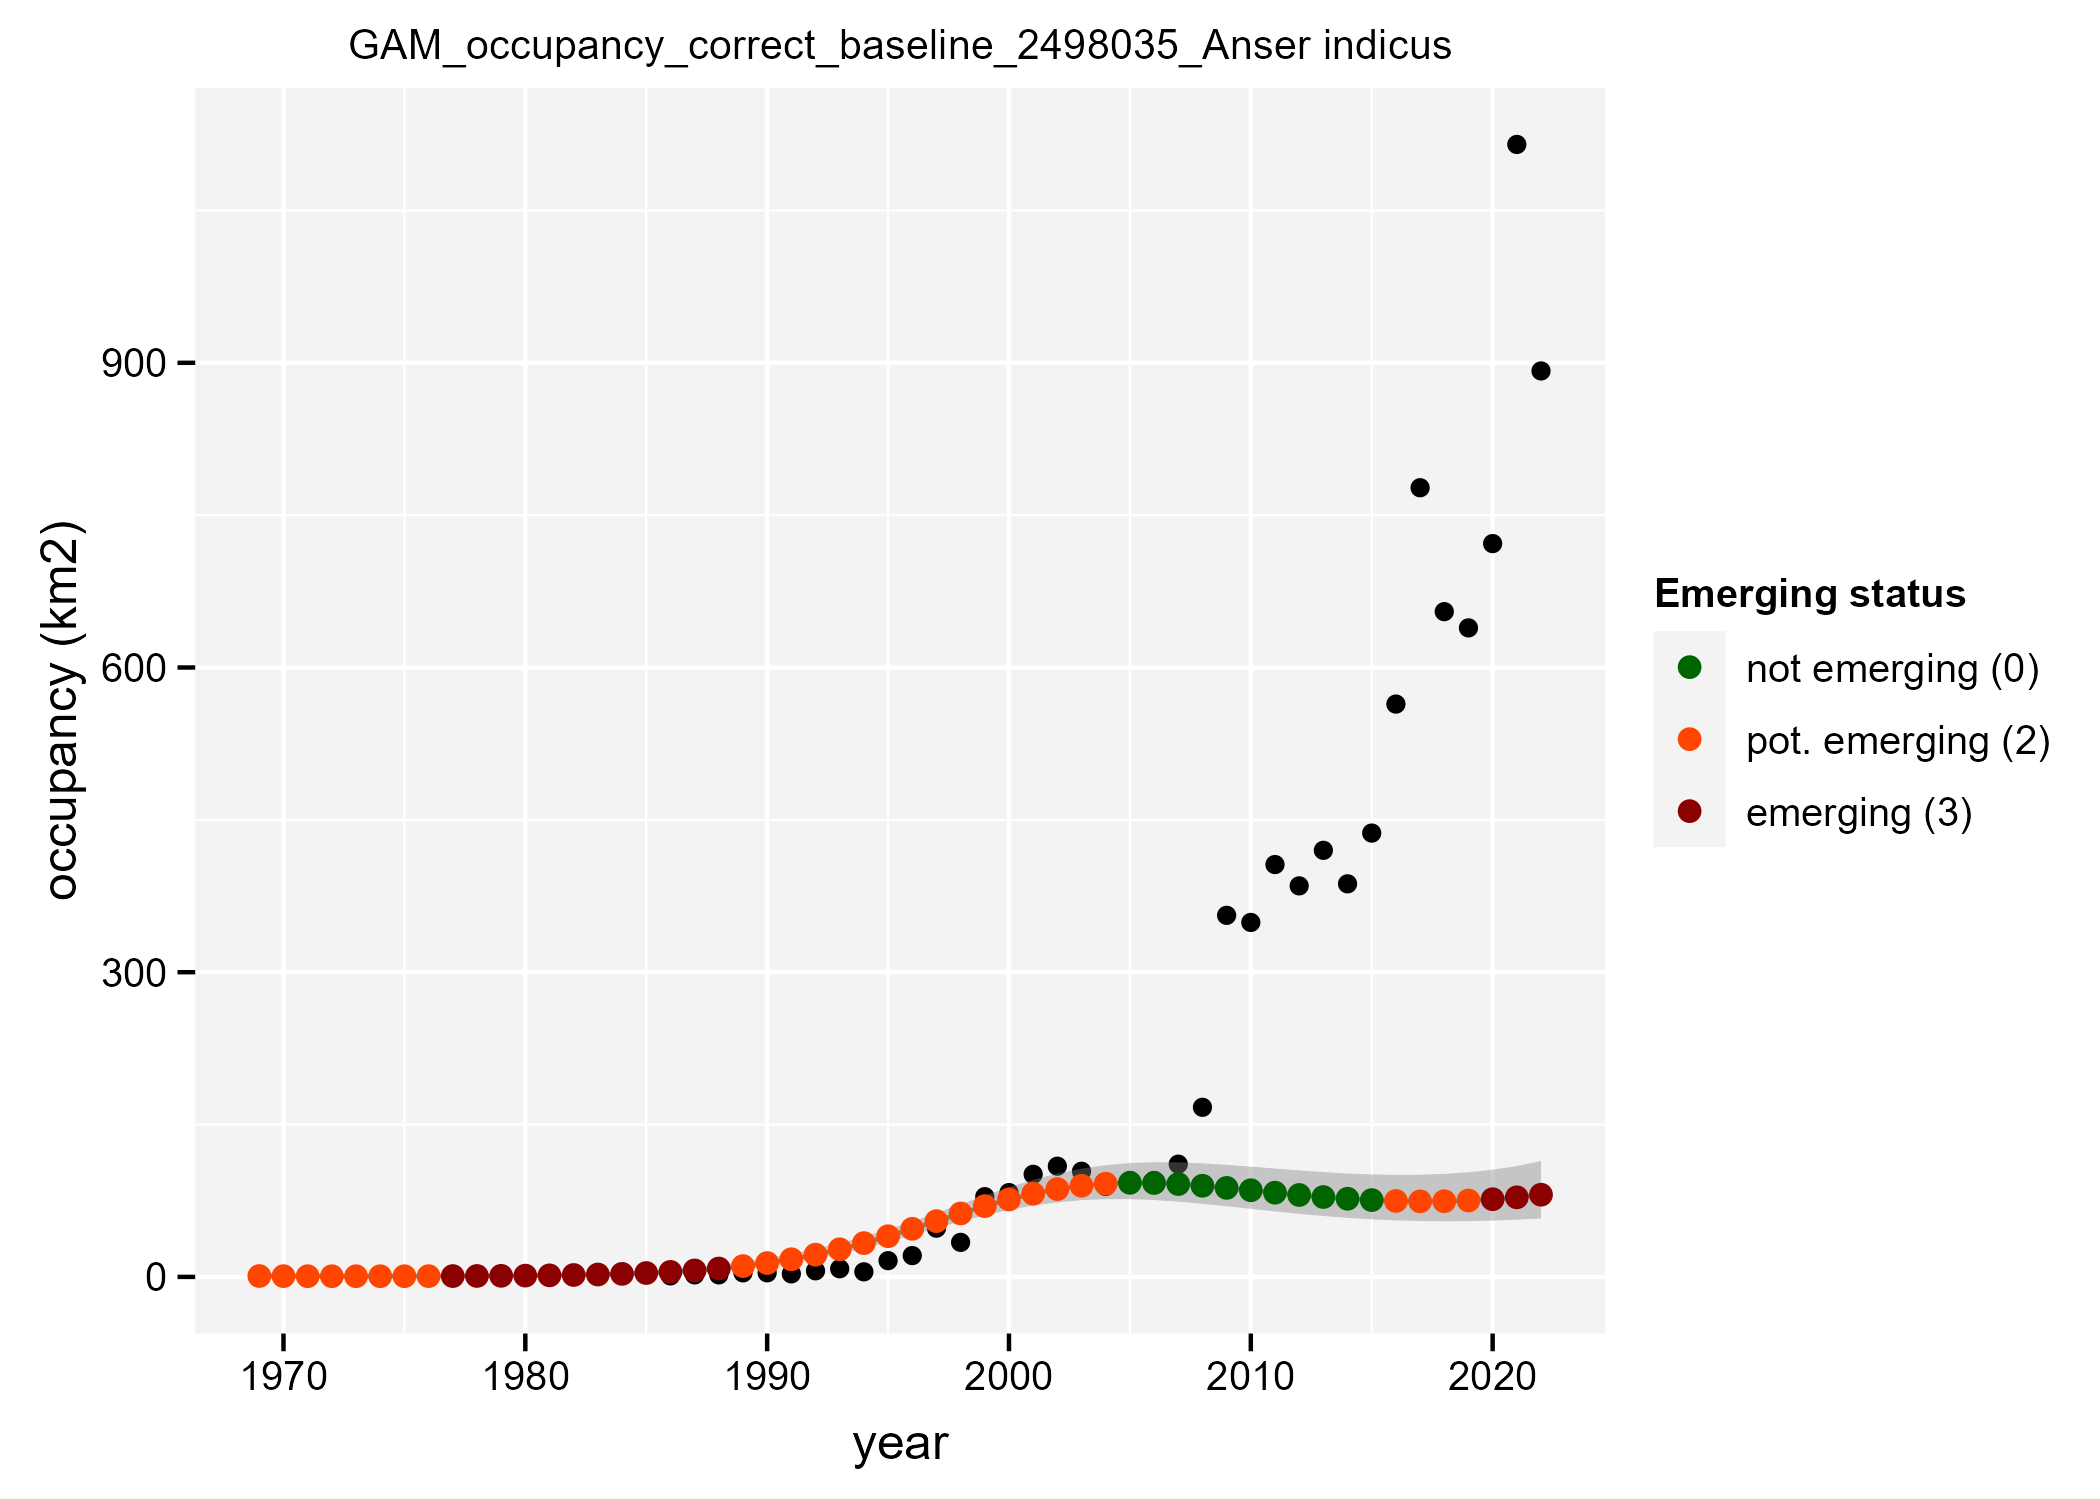 GAM_occupancy_correct_baseline_2498035_Anser indicus
occupancy (km2)
900
600
300
0
1970 1980 1990 2000 2010 2020
year
Emerging status
not emerging (0)
pot. emerging (2)
emerging (3)